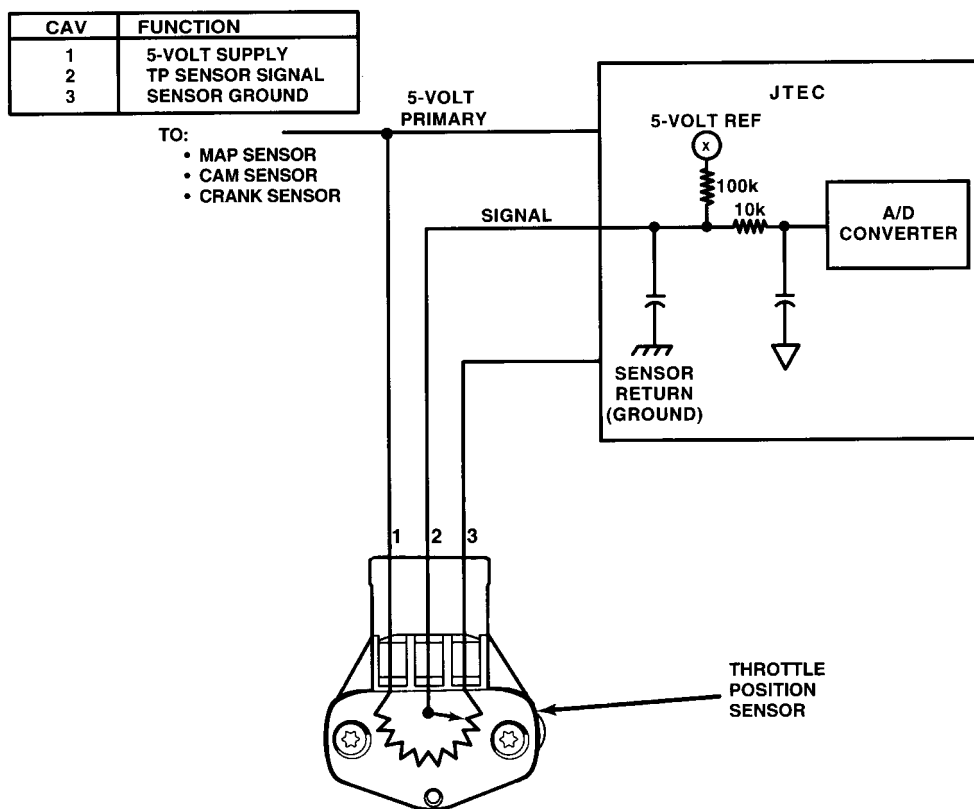 CAV FUNCTION
1 5-VOLT SUPPLY
2 TP SENSOR SIGNAL
3 SENSOR GROUND
TO:
• MAP SENSOR
• CAM SENSOR
• CRANK SENSOR
5-VOLT
PRIMARY
SIGNAL
JTEC
5-VOLT REF
X
100k
10k
A/D
CONVERTER
SENSOR
RETURN
(GROUND)
1 2 3
THROTTLE
POSITION
SENSOR